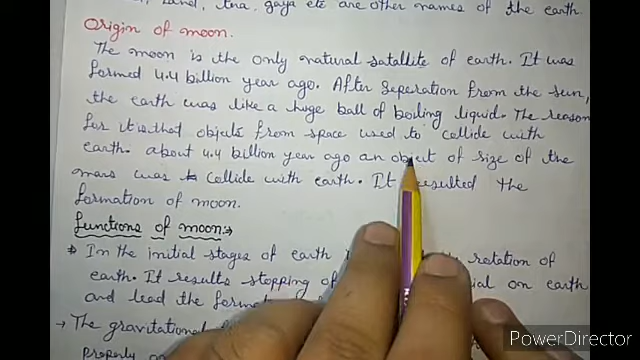 etc are other names of the earth.
Origin of moon.
The moon is the only natural satallite of earth. It was
formed 4.4 billion year ago. After seperation from the sun,
the earth was like a huge ball of boiling liquid. The reason
for it is that objects from space used to collide with
earth. about 4.4 billion year ago an object of size of the
mars was collide with earth. It resulted the
formation of moon.
functions of moon:→
In the initial stages of earth rotation of
earth. It results stopping of on earth
and lead the
→ The gravitational
Properly
PowerDirector